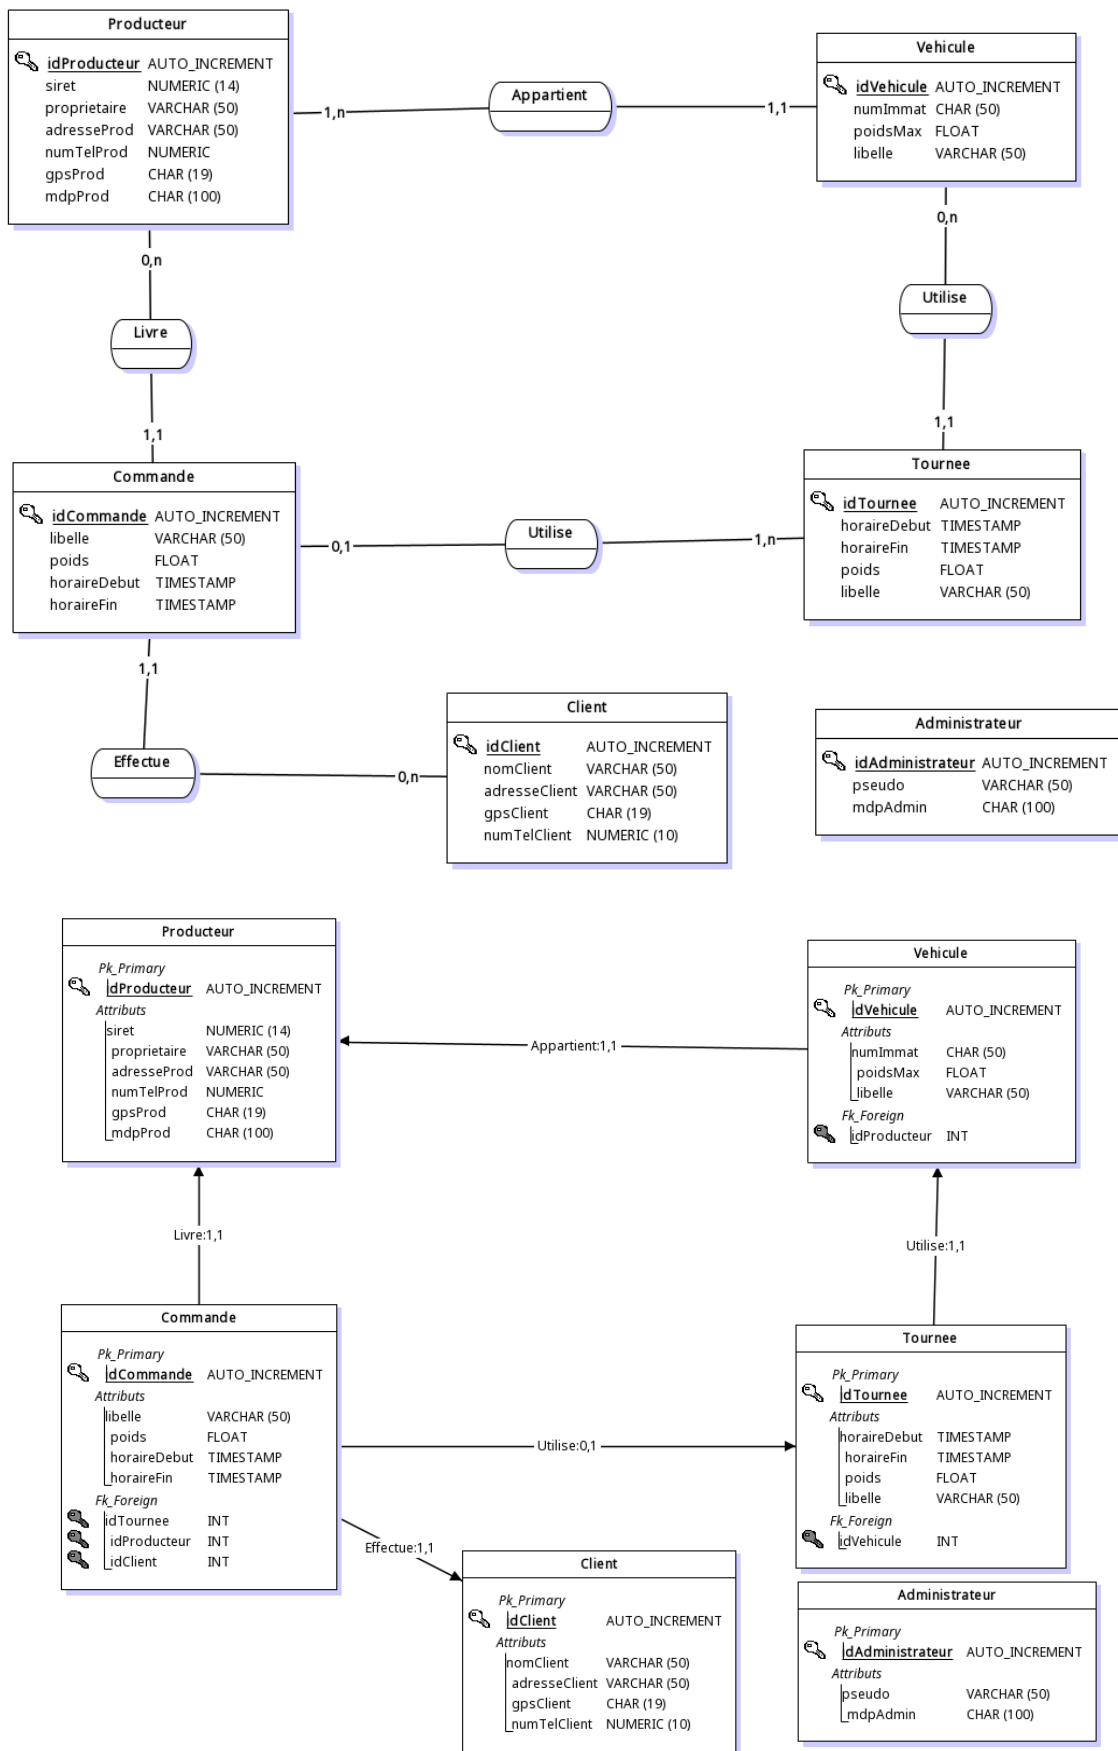 Producteur
idProducteur AUTO_INCREMENT
siret NUMERIC (14)
proprietaire VARCHAR (50)
adresseProd VARCHAR (50)
numTelProd NUMERIC
gpsProd CHAR (19)
mdpProd CHAR (100)
1,n
Appartient
1,1
Vehicule
idVehicule AUTO_INCREMENT
numImmat CHAR (50)
poidsMax FLOAT
libelle VARCHAR (50)
0,n
Livre
1,1
0,n
Utilise
1,1
Commande
idCommande AUTO_INCREMENT
libelle VARCHAR (50)
poids FLOAT
horaireDebut TIMESTAMP
horaireFin TIMESTAMP
0,1
Utilise
1,n
Tournee
idTournee AUTO_INCREMENT
horaireDebut TIMESTAMP
horaireFin TIMESTAMP
poids FLOAT
libelle VARCHAR (50)
1,1
Effectue
0,n
Client
idClient AUTO_INCREMENT
nomClient VARCHAR (50)
adresseClient VARCHAR (50)
gpsClient CHAR (19)
numTelClient NUMERIC (10)
Administrateur
idAdministrateur AUTO_INCREMENT
pseudo VARCHAR (50)
mdpAdmin CHAR (100)
Producteur
Pk_Primary
idProducteur AUTO_INCREMENT
Attributs
siret NUMERIC (14)
proprietaire VARCHAR (50)
adresseProd VARCHAR (50)
numTelProd NUMERIC
gpsProd CHAR (19)
mdpProd CHAR (100)
Appartient:1,1
Vehicule
Pk_Primary
idVehicule AUTO_INCREMENT
Attributs
numImmat CHAR (50)
poidsMax FLOAT
libelle VARCHAR (50)
Fk_Foreign
idProducteur INT
Livre:1,1
Utilise:1,1
Commande
Pk_Primary
idCommande AUTO_INCREMENT
Attributs
libelle VARCHAR (50)
poids FLOAT
horaireDebut TIMESTAMP
horaireFin TIMESTAMP
Fk_Foreign
idTournee INT
idProducteur INT
idClient INT
Utilise:0,1
Tournee
Pk_Primary
idTournee AUTO_INCREMENT
Attributs
horaireDebut TIMESTAMP
horaireFin TIMESTAMP
poids FLOAT
libelle VARCHAR (50)
Fk_Foreign
idVehicule INT
Effectue:1,1
Client
Pk_Primary
idClient AUTO_INCREMENT
Attributs
nomClient VARCHAR (50)
adresseClient VARCHAR (50)
gpsClient CHAR (19)
numTelClient NUMERIC (10)
Administrateur
Pk_Primary
idAdministrateur AUTO_INCREMENT
Attributs
pseudo VARCHAR (50)
mdpAdmin CHAR (100)